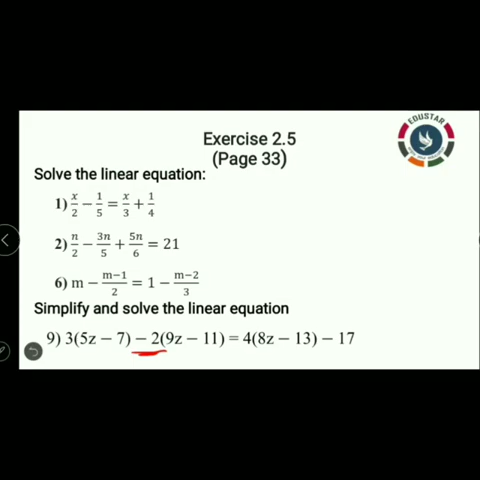 EDUSTAR
Exercise 2.5
(Page 33)
Solve the linear equation:
1) x/2 − 1/5 = x/3 + 1/4
2) n/2 − 3n/5 + 5n/6 = 21
6) m − m−1/2 = 1 − m−2/3
Simplify and solve the linear equation
9) 3(5z − 7) − 2(9z − 11) = 4(8z − 13) − 17